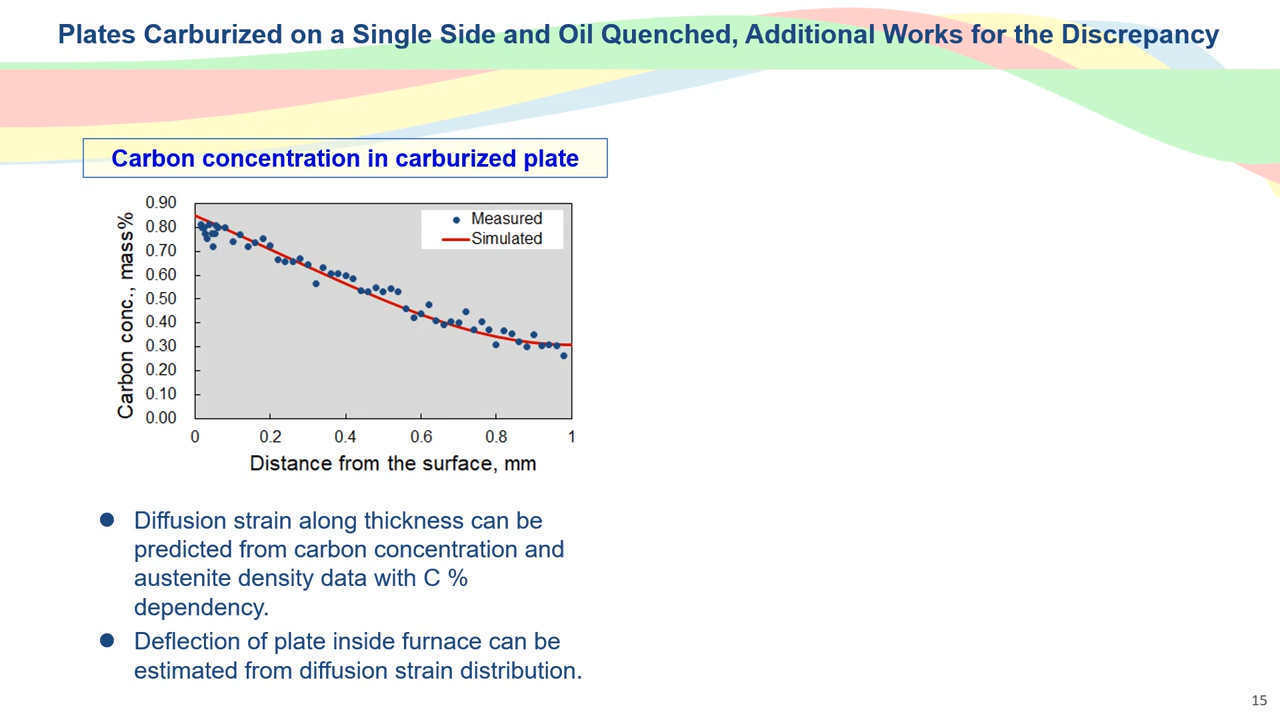 Plates Carburized on a Single Side and Oil Quenched, Additional Works for the Discrepancy
Carbon concentration in carburized plate
Carbon conc., mass%
0.90
0.80
0.70
0.60
0.50
0.40
0.30
0.20
0.10
0.00
Measured
Simulated
0 0.2 0.4 0.6 0.8 1
Distance from the surface, mm
● Diffusion strain along thickness can be
predicted from carbon concentration and
austenite density data with C %
dependency.
● Deflection of plate inside furnace can be
estimated from diffusion strain distribution.
15